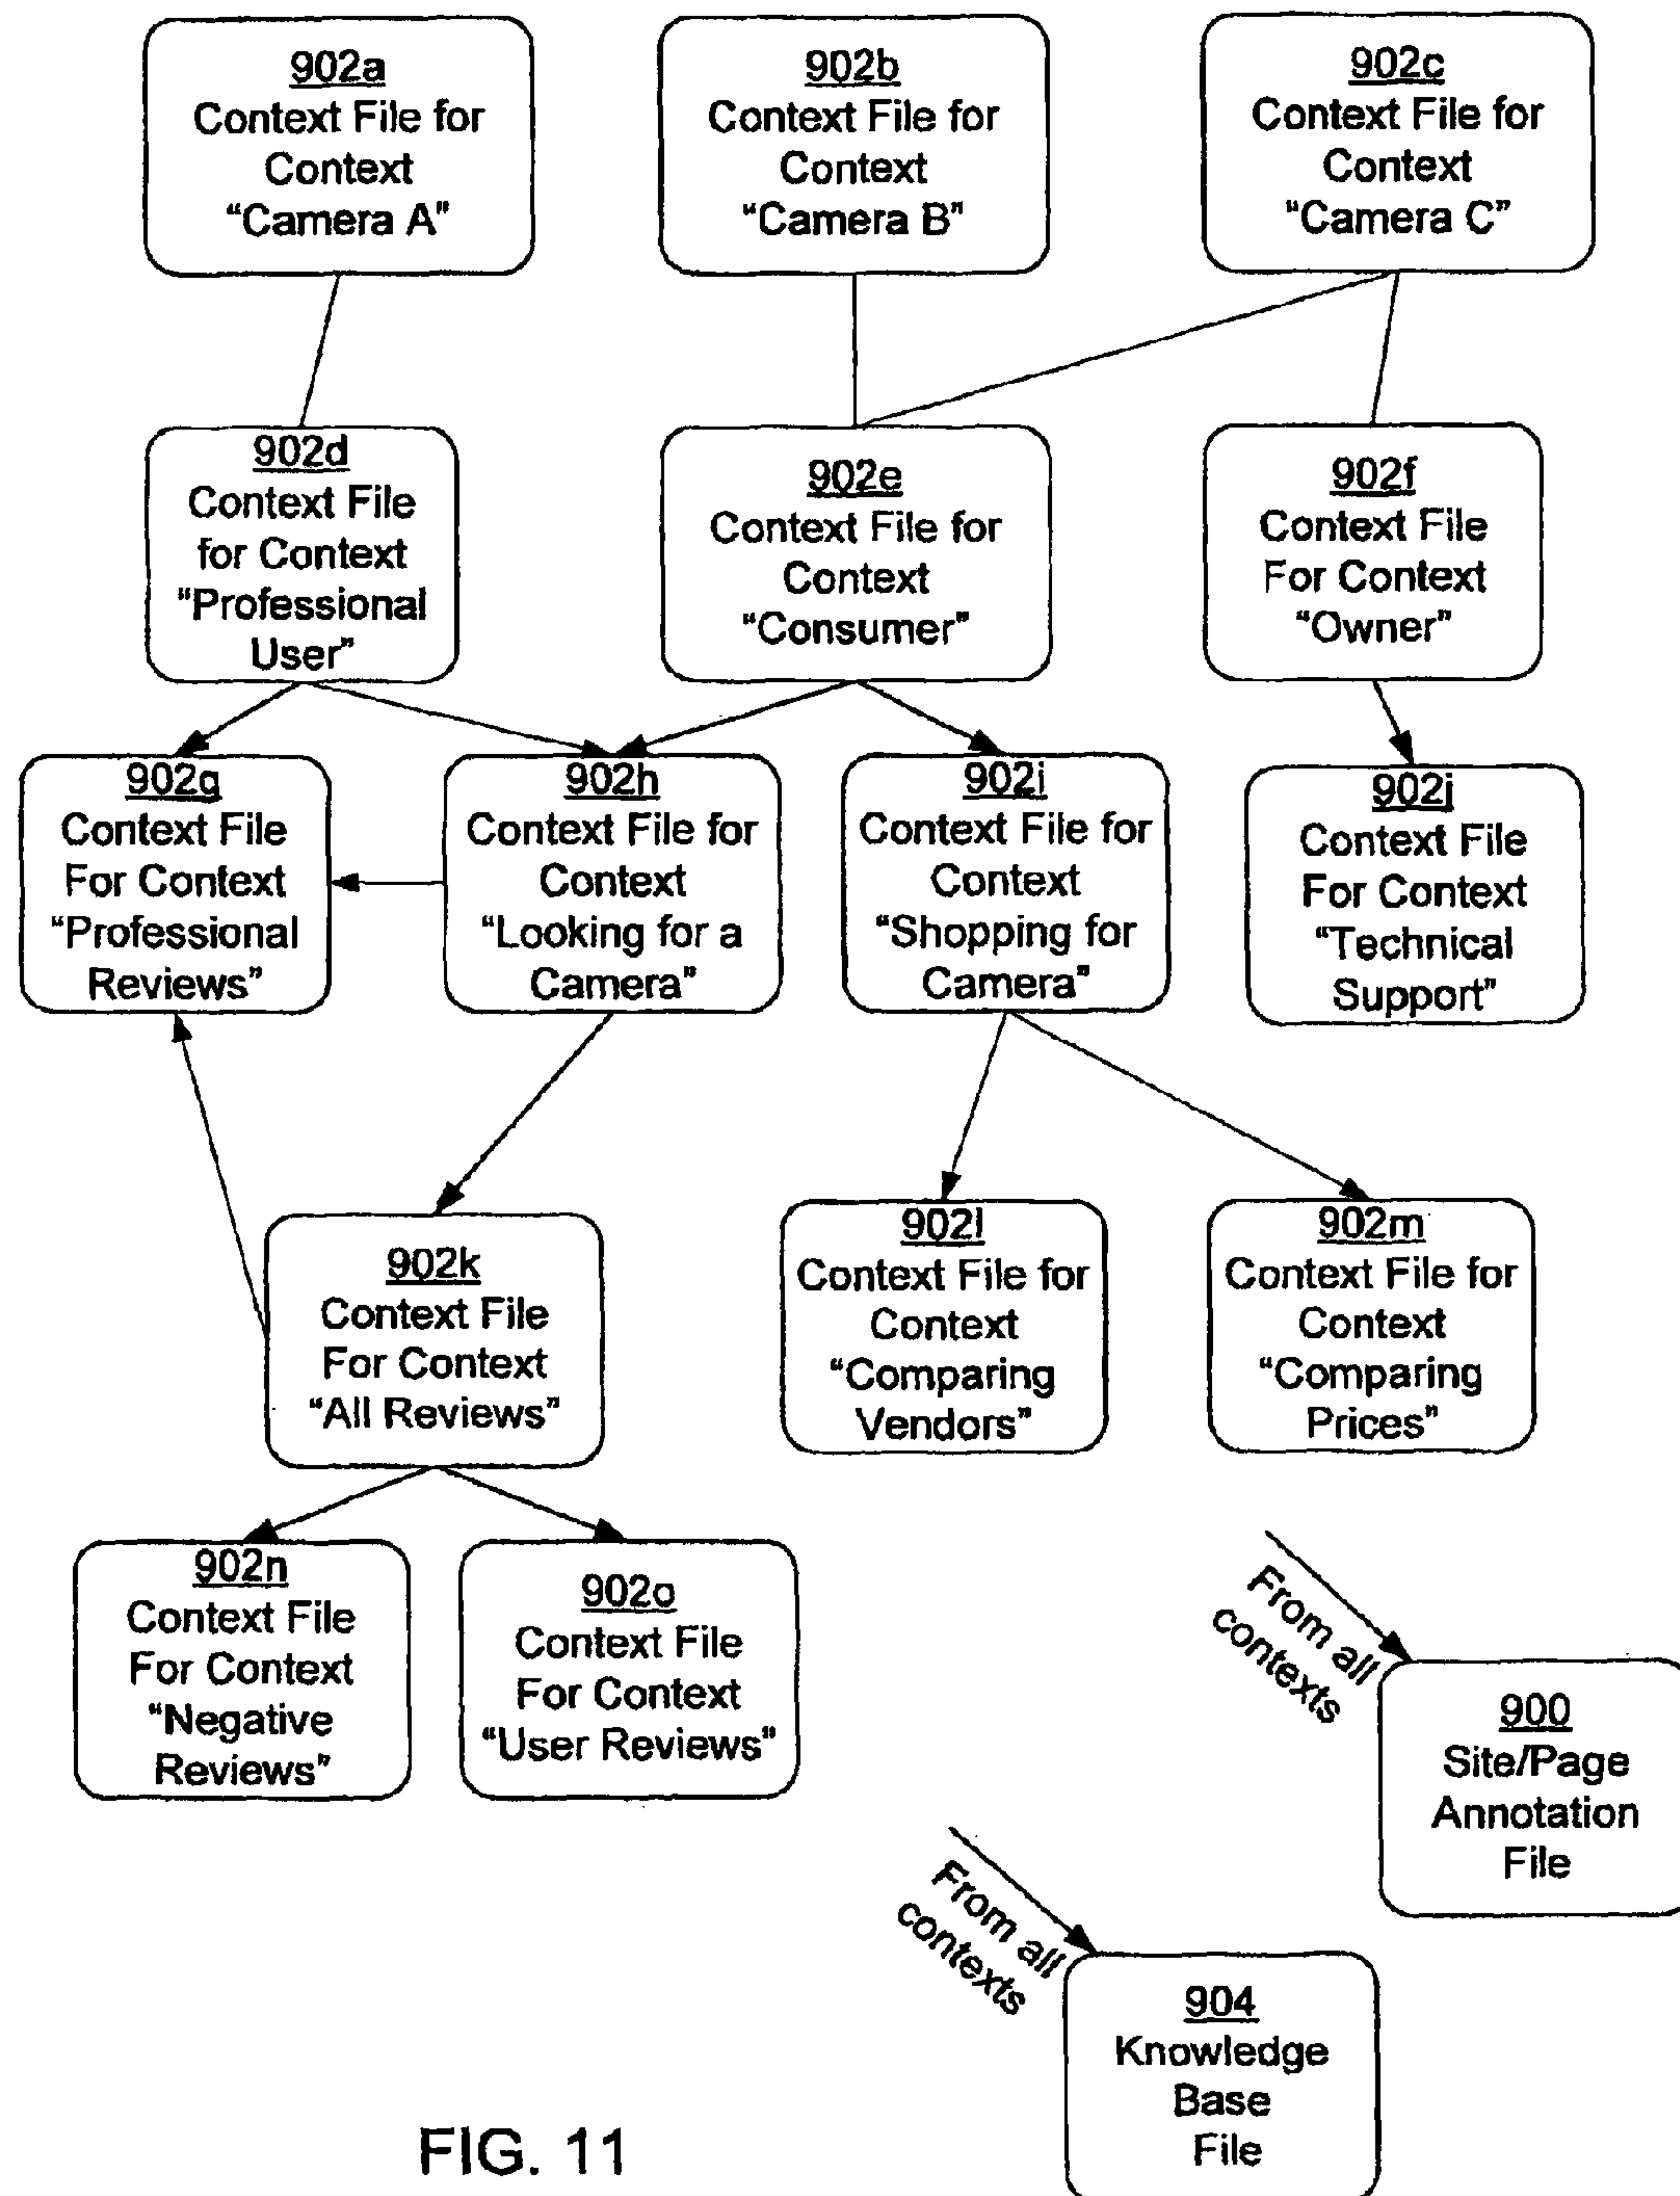 902a
Context File for
Context
“Camera A”
902b
Context File for
Context
“Camera B”
902c
Context File for
Context
“Camera C”
902d
Context File
for Context
“Professional
User”
902e
Context File for
Context
“Consumer”
902f
Context File
For Context
“Owner”
902g
Context File
For Context
“Professional
Reviews”
902h
Context File for
Context
“Looking for a
Camera”
902i
Context File for
Context
“Shopping for
Camera”
902j
Context File
For Context
“Technical
Support”
902k
Context File
For Context
“All Reviews”
902l
Context File for
Context
“Comparing
Vendors”
902m
Context File for
Context
“Comparing
Prices”
902n
Context File
For Context
“Negative
Reviews”
902o
Context File
For Context
“User Reviews”
From all
contexts
900
Site/Page
Annotation
File
From all
contexts
904
Knowledge
Base
File
FIG. 11